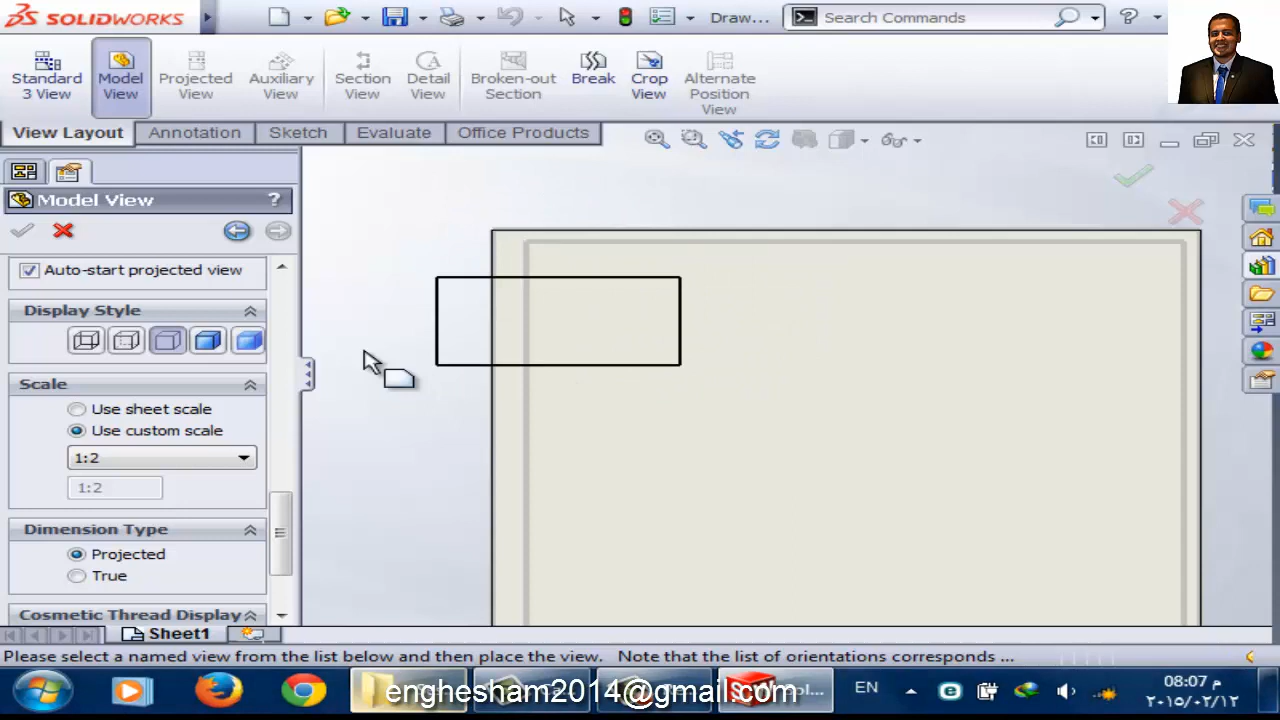 SOLIDWORKS
Draw...
Search Commands
Standard 3 View
Model View
Projected View
Auxiliary View
Section View
Detail View
Broken-out Section
Break
Crop View
Alternate Position View
View Layout
Annotation
Sketch
Evaluate
Office Products
Model View
?
Auto-start projected view
Display Style
Scale
Use sheet scale
Use custom scale
1:2
1:2
Dimension Type
Projected
True
Cosmetic Thread Display
Sheet1
Please select a named view from the list below and then place the view. Note that the list of orientations corresponds ...
enghesham2014@gmail.com
EN
08:07 م
٢٠١٥/٠٢/١٢